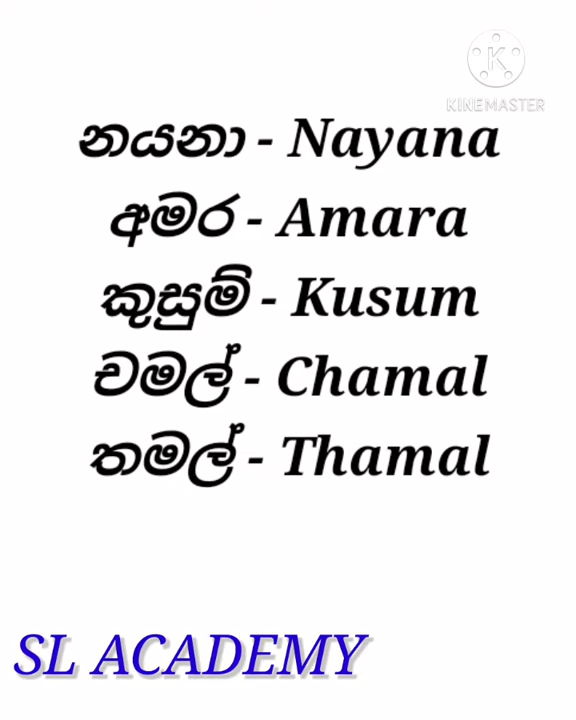 KINEMASTER
නයනා - Nayana
අමර - Amara
කුසුම් - Kusum
චමල් - Chamal
තමල් - Thamal
SL ACADEMY